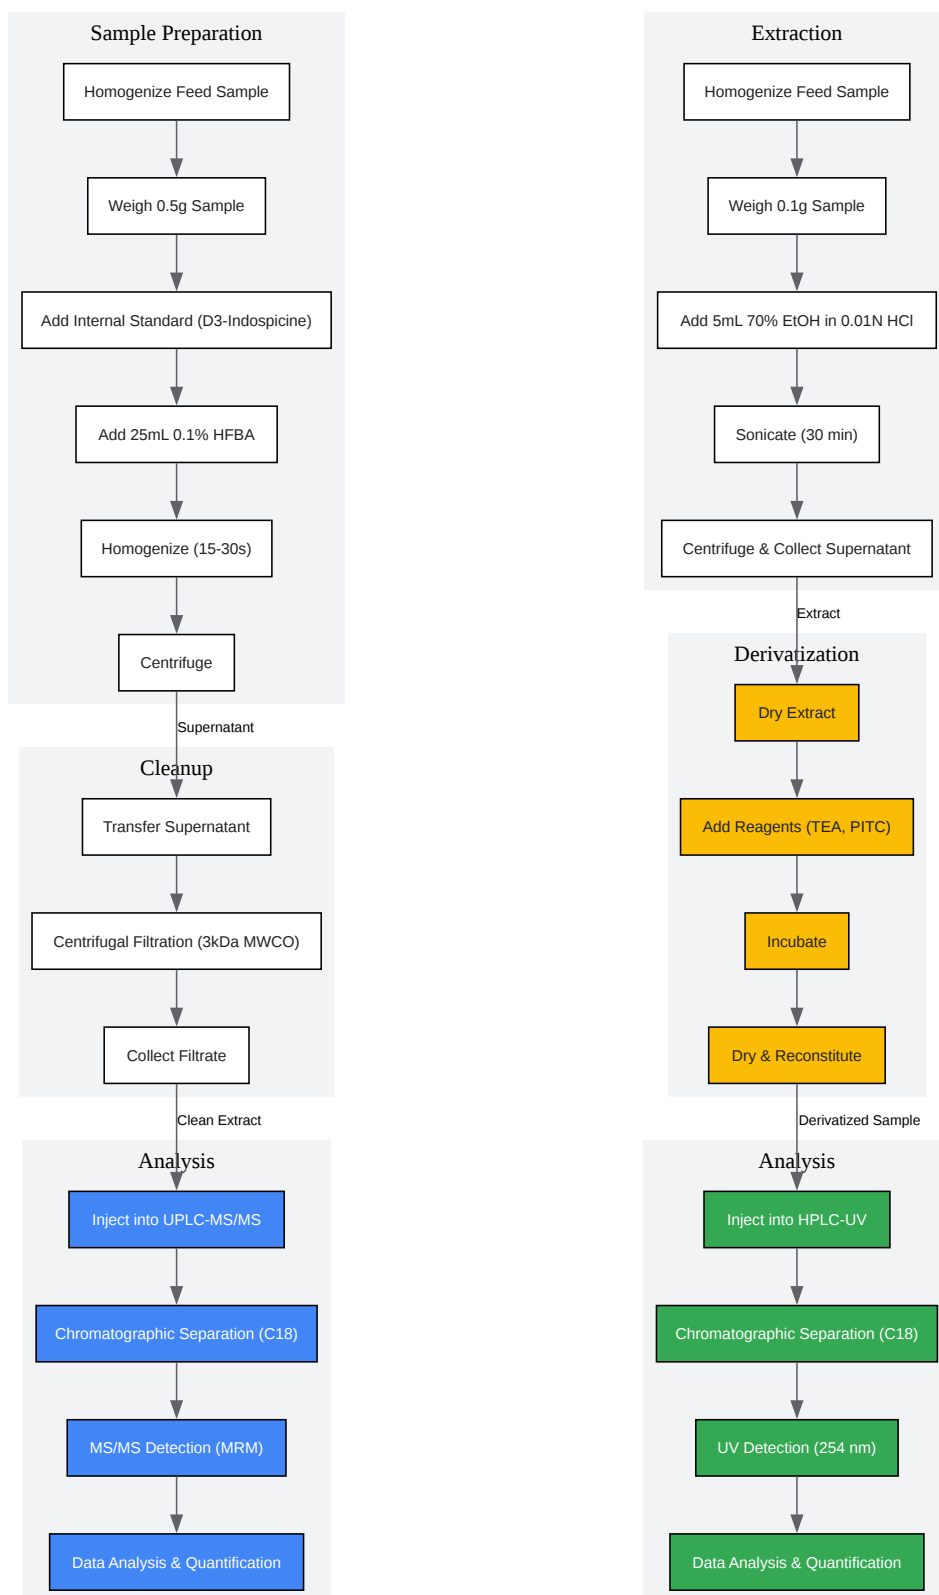 Sample Preparation
Homogenize Feed Sample
Weigh 0.5g Sample
Add Internal Standard (D3-Indospicine)
Add 25mL 0.1% HFBA
Homogenize (15-30s)
Centrifuge
Supernatant
Cleanup
Transfer Supernatant
Centrifugal Filtration (3kDa MWCO)
Collect Filtrate
Clean Extract
Analysis
Inject into UPLC-MS/MS
Chromatographic Separation (C18)
MS/MS Detection (MRM)
Data Analysis & Quantification
Extraction
Homogenize Feed Sample
Weigh 0.1g Sample
Add 5mL 70% EtOH in 0.01N HCl
Sonicate (30 min)
Centrifuge & Collect Supernatant
Extract
Derivatization
Dry Extract
Add Reagents (TEA, PITC)
Incubate
Dry & Reconstitute
Derivatized Sample
Analysis
Inject into HPLC-UV
Chromatographic Separation (C18)
UV Detection (254 nm)
Data Analysis & Quantification